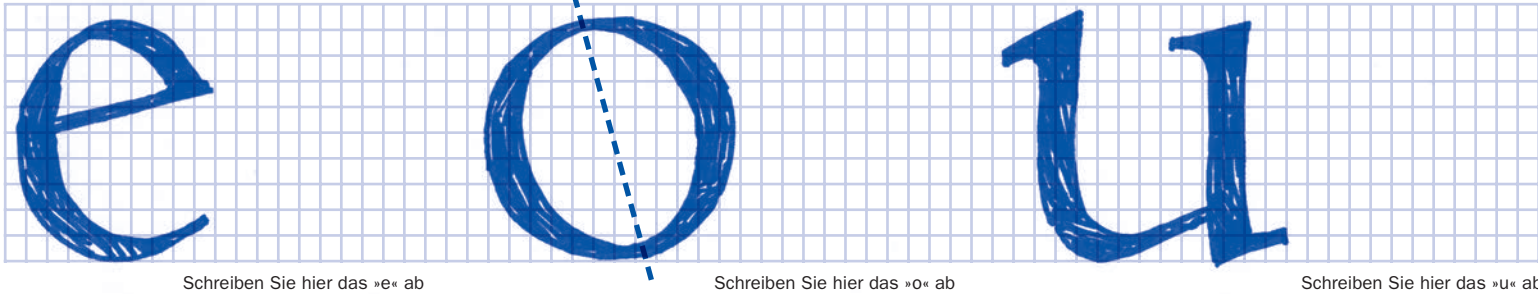 e o u
Schreiben Sie hier das »e« ab Schreiben Sie hier das »o« ab Schreiben Sie hier das »u« ab